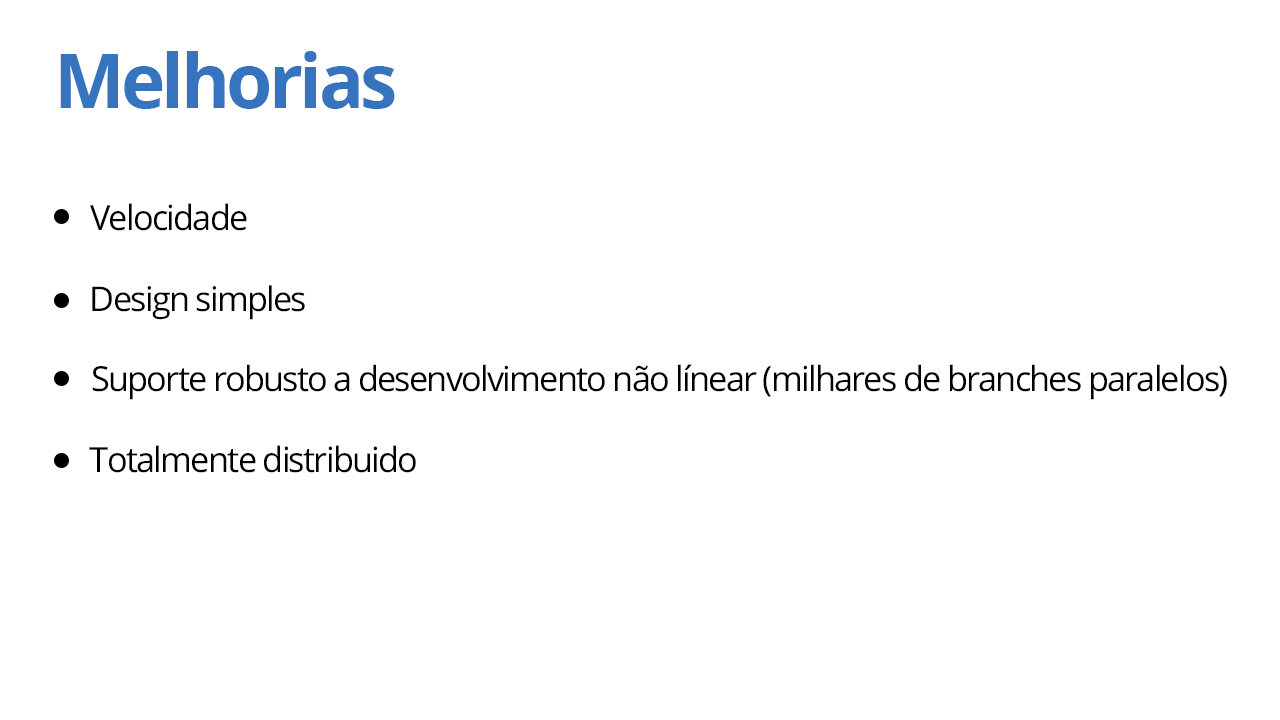 Melhorias
• Velocidade
• Design simples
• Suporte robusto a desenvolvimento não línear (milhares de branches paralelos)
• Totalmente distribuido